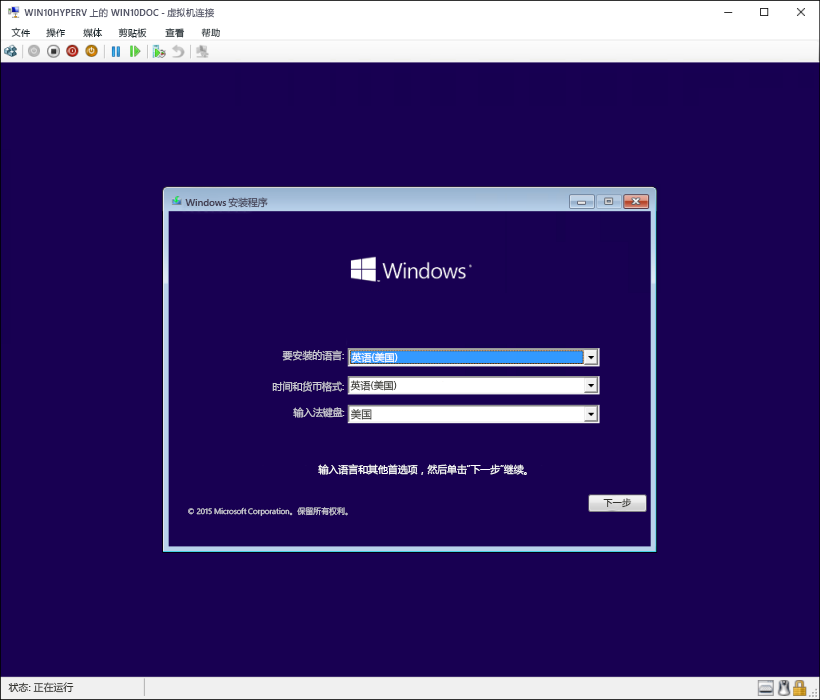 WIN10HYPERV 上的 WIN10DOC - 虚拟机连接
文件 操作 媒体 剪贴板 查看 帮助
Windows 安装程序
Windows
要安装的语言: 英语(美国)
时间和货币格式: 英语(美国)
输入法键盘: 美国
输入语言和其他首选项，然后单击"下一步"继续。
下一步
© 2015 Microsoft Corporation。保留所有权利。
状态: 正在运行